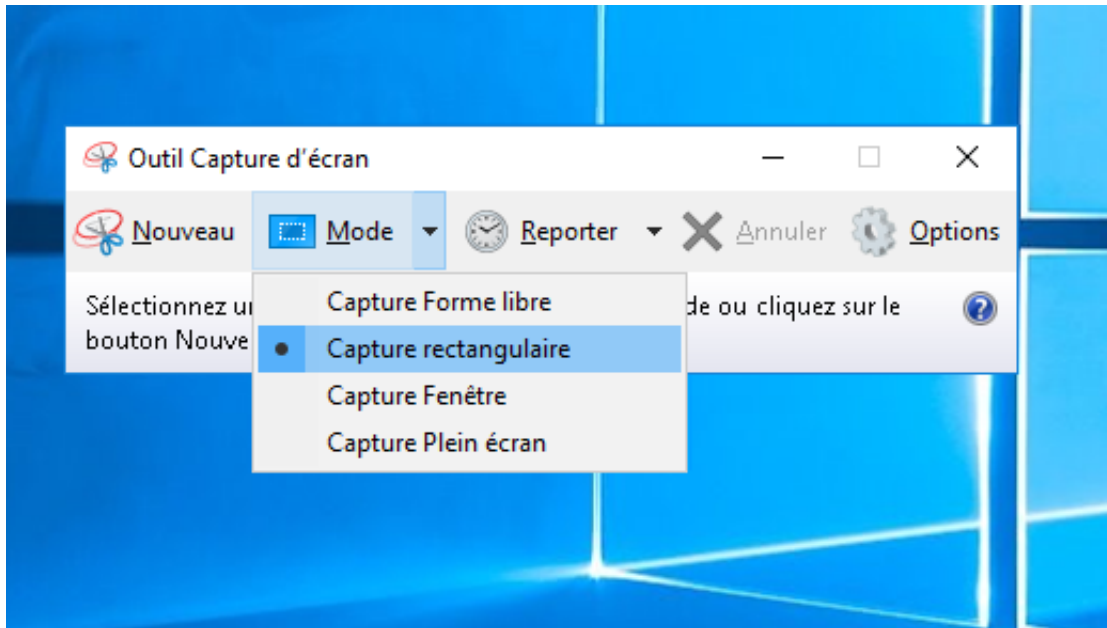 Outil Capture d'écran
Nouveau Mode Reporter Annuler Options
Sélectionnez de ou cliquez sur le
bouton
Capture Forme libre
Capture rectangulaire
Capture Fenêtre
Capture Plein écran